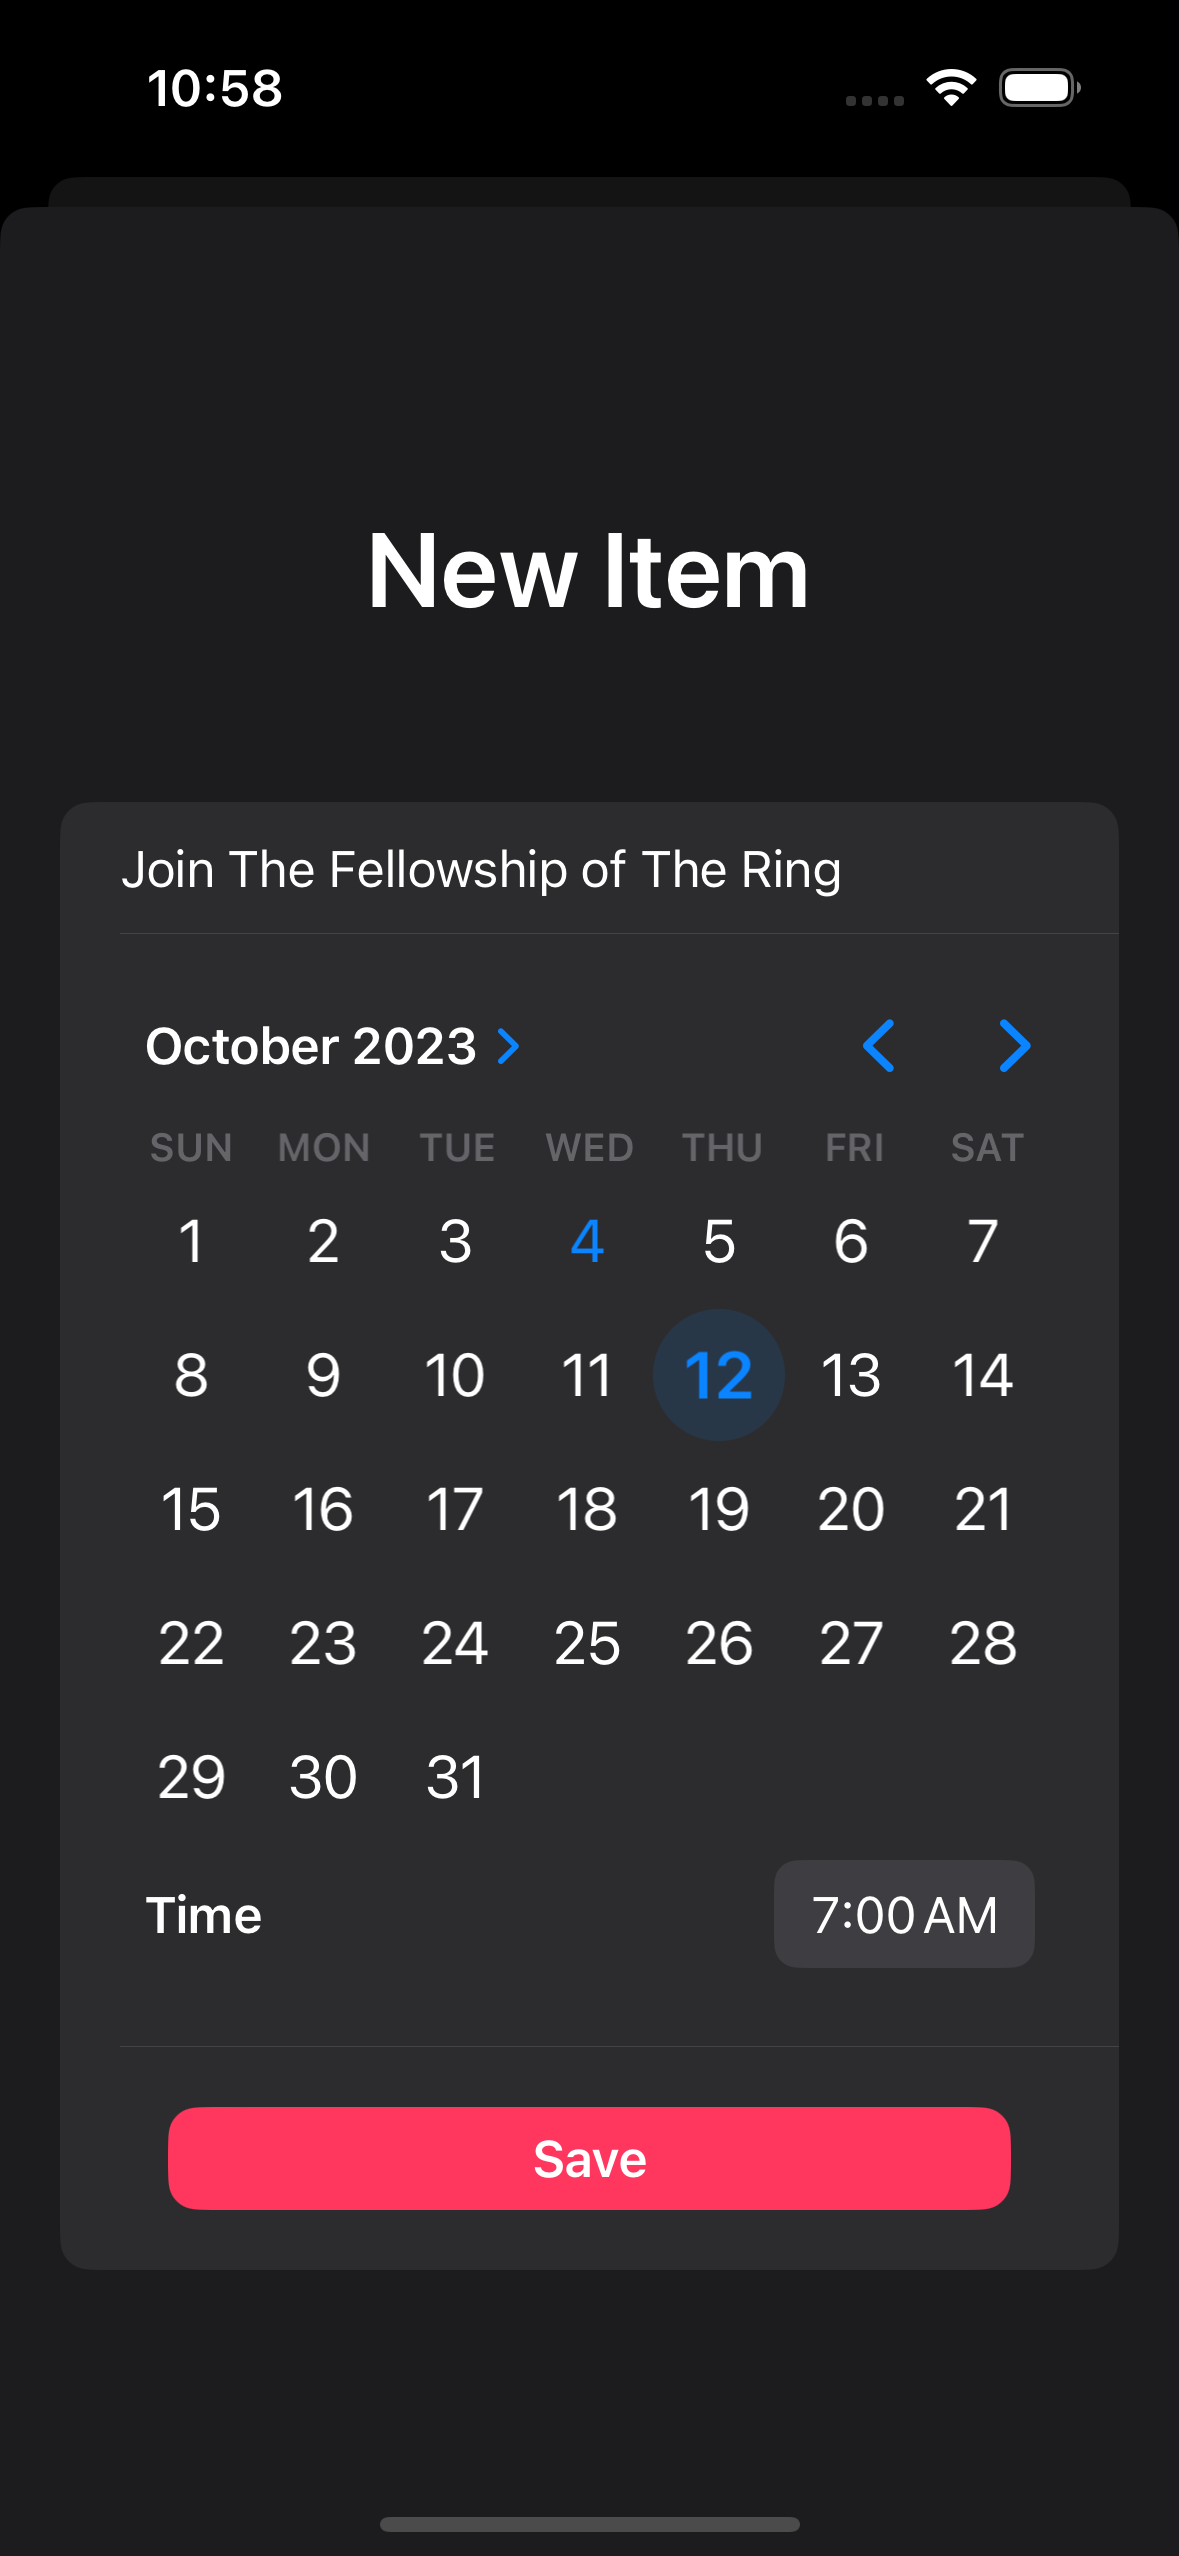 10:58
New Item
Join The Fellowship of The Ring
October 2023
SUN MON TUE WED THU FRI SAT
1 2 3 4 5 6 7
8 9 10 11 12 13 14
15 16 17 18 19 20 21
22 23 24 25 26 27 28
29 30 31
Time 7:00 AM
Save